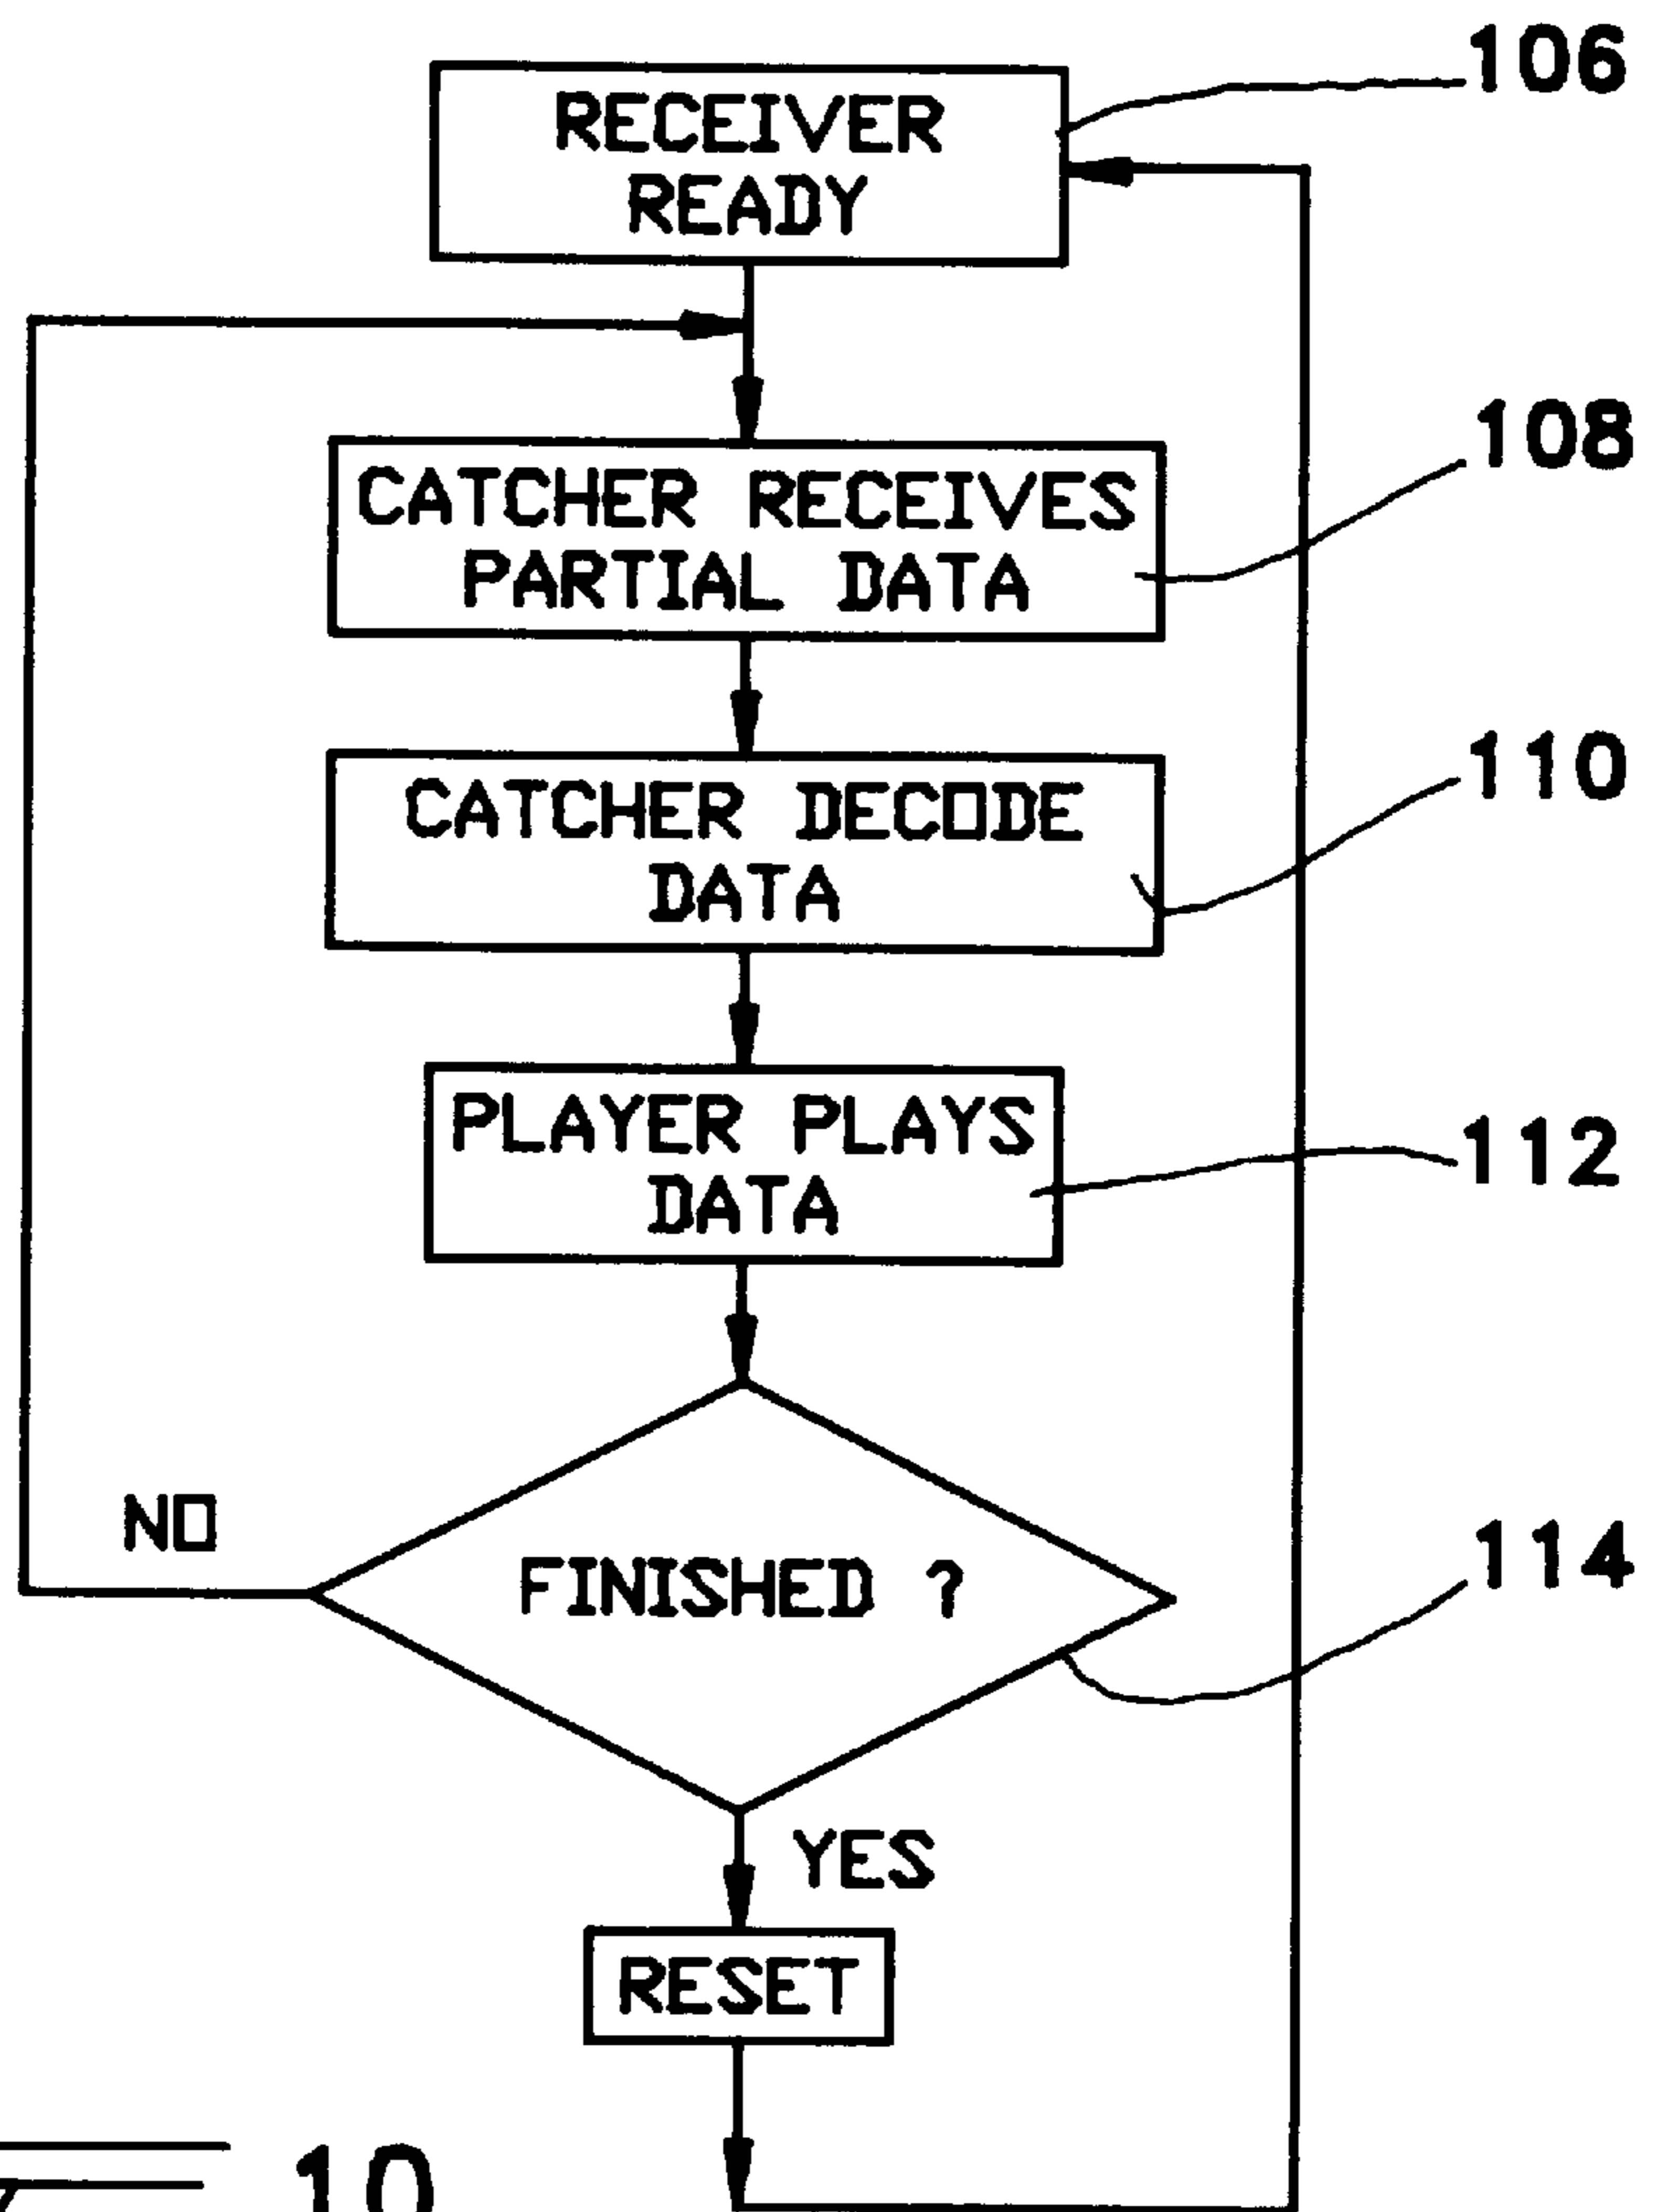 106
RECEIVER
READY
108
CATCHER RECEIVES
PARTIAL DATA
110
CATCHER DECODE
DATA
PLAYER PLAYS
112
DATA
NO
FINISHED ?
114
YES
RESET
10